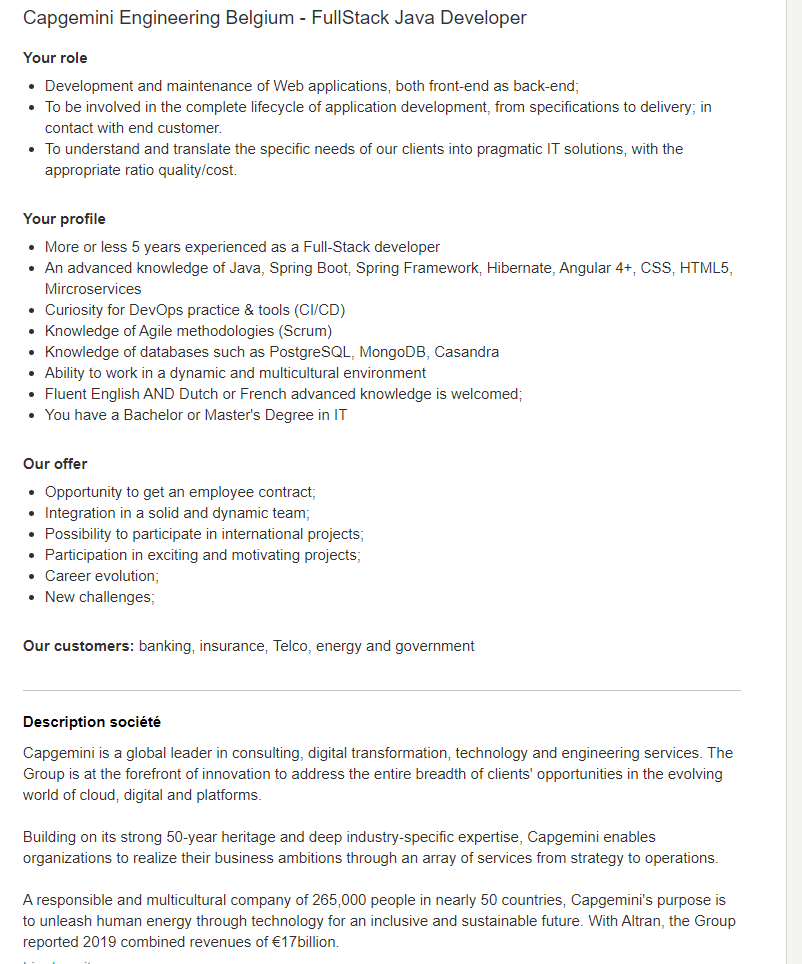 Capgemini Engineering Belgium - FullStack Java Developer
Your role
Development and maintenance of Web applications, both front-end as back-end;
To be involved in the complete lifecycle of application development, from specifications to delivery; in
contact with end customer.
To understand and translate the specific needs of our clients into pragmatic IT solutions, with the
appropriate ratio quality/cost.
Your profile
More or less 5 years experienced as a Full-Stack developer
An advanced knowledge of Java, Spring Boot, Spring Framework, Hibernate, Angular 4+, CSS, HTML5,
Mircroservices
Curiosity for DevOps practice & tools (CI/CD)
Knowledge of Agile methodologies (Scrum)
Knowledge of databases such as PostgreSQL, MongoDB, Casandra
Ability to work in a dynamic and multicultural environment
Fluent English AND Dutch or French advanced knowledge is welcomed;
You have a Bachelor or Master's Degree in IT
Our offer
Opportunity to get an employee contract;
Integration in a solid and dynamic team;
Possibility to participate in international projects;
Participation in exciting and motivating projects;
Career evolution;
New challenges;
Our customers: banking, insurance, Telco, energy and government
Description société
Capgemini is a global leader in consulting, digital transformation, technology and engineering services. The
Group is at the forefront of innovation to address the entire breadth of clients' opportunities in the evolving
world of cloud, digital and platforms.
Building on its strong 50-year heritage and deep industry-specific expertise, Capgemini enables
organizations to realize their business ambitions through an array of services from strategy to operations.
A responsible and multicultural company of 265,000 people in nearly 50 countries, Capgemini's purpose is
to unleash human energy through technology for an inclusive and sustainable future. With Altran, the Group
reported 2019 combined revenues of €17billion.